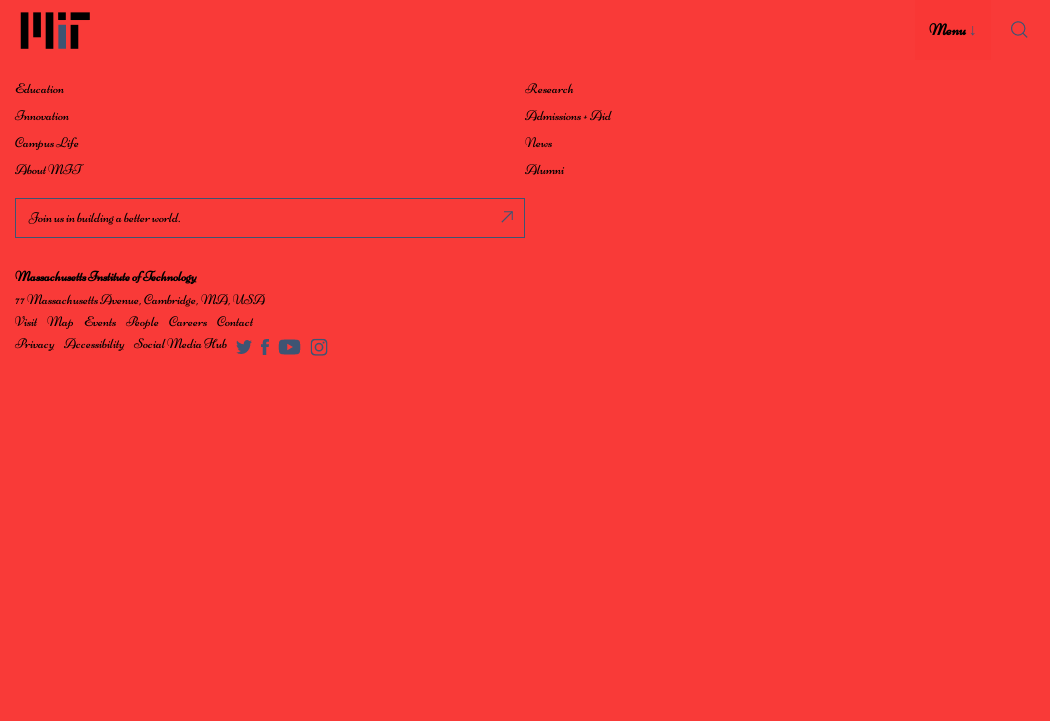 MIT
Menu ↓
Education
Research
Innovation
Admissions + Aid
Campus Life
News
About MIT
Alumni
Join us in building a better world.
Massachusetts Institute of Technology
77 Massachusetts Avenue, Cambridge, MA, USA
Visit Map Events People Careers Contact
Privacy Accessibility Social Media Hub